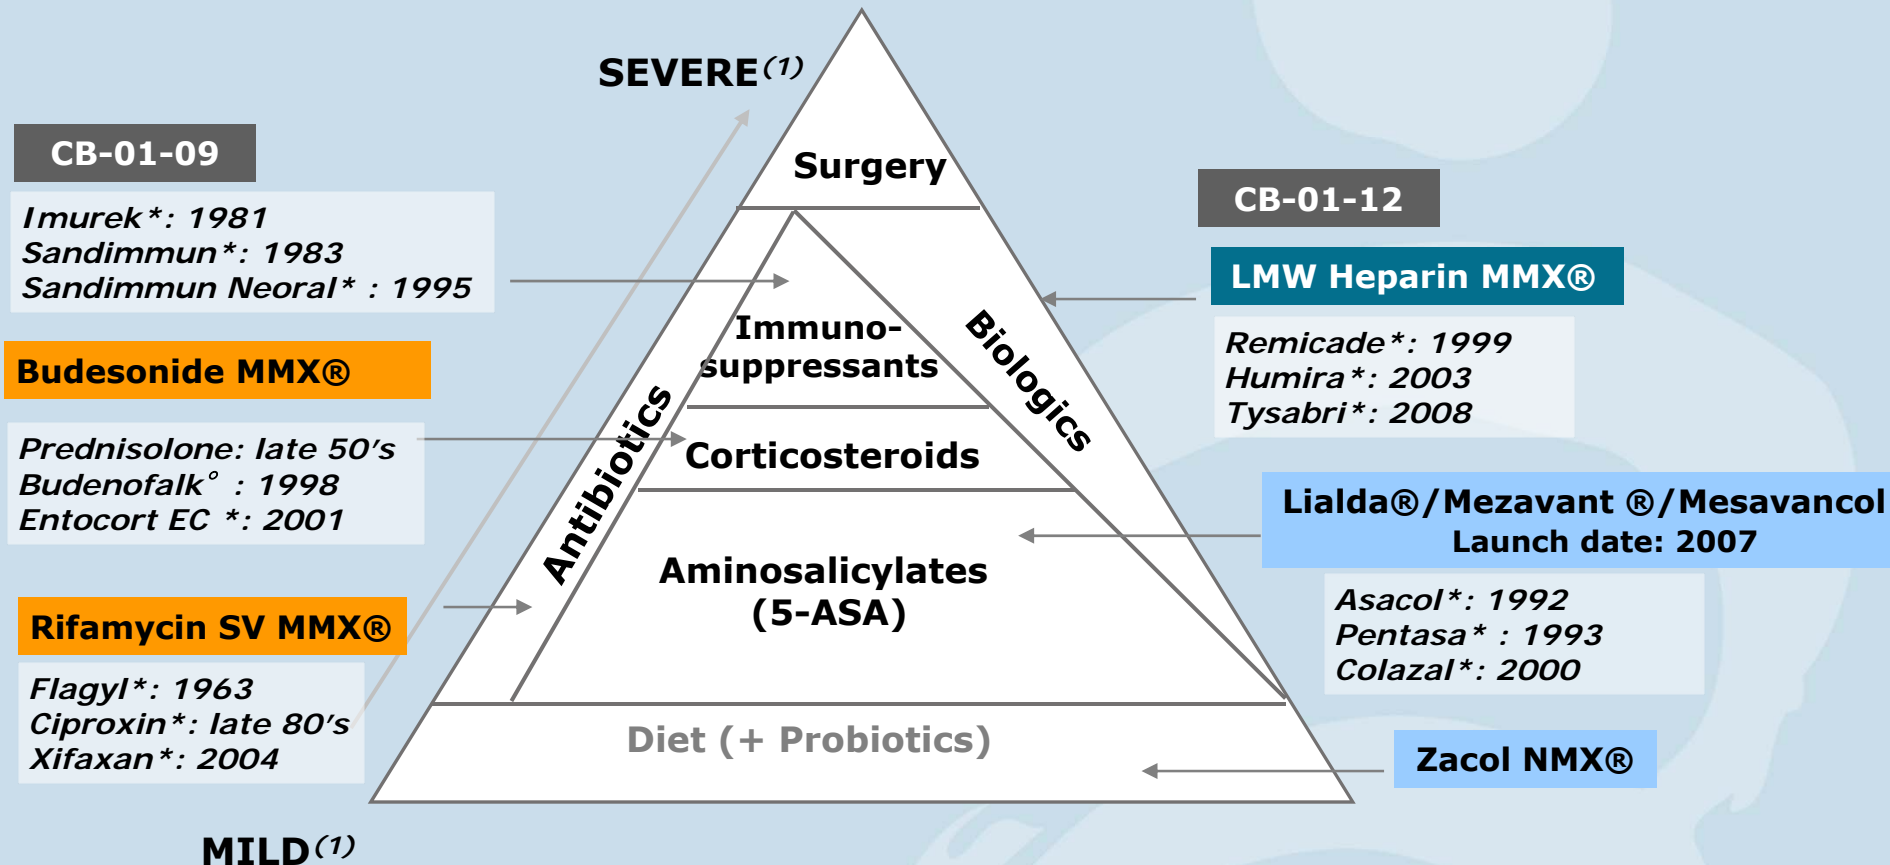 SEVERE(1)
CB-01-09
Imurek*: 1981
Sandimmun*: 1983
Sandimmun Neoral* : 1995
Budesonide MMX®
Prednisolone: late 50's
Budenofalk° : 1998
Entocort EC *: 2001
Rifamycin SV MMX®
Flagyl*: 1963
Ciproxin*: late 80's
Xifaxan*: 2004
MILD(1)
Surgery
Immuno-
suppressants
Corticosteroids
Antibiotics
Biologics
Aminosalicylates
(5-ASA)
Diet (+ Probiotics)
CB-01-12
LMW Heparin MMX®
Remicade*: 1999
Humira*: 2003
Tysabri*: 2008
Lialda®/Mezavant ®/Mesavancol
Launch date: 2007
Asacol*: 1992
Pentasa* : 1993
Colazal*: 2000
Zacol NMX®